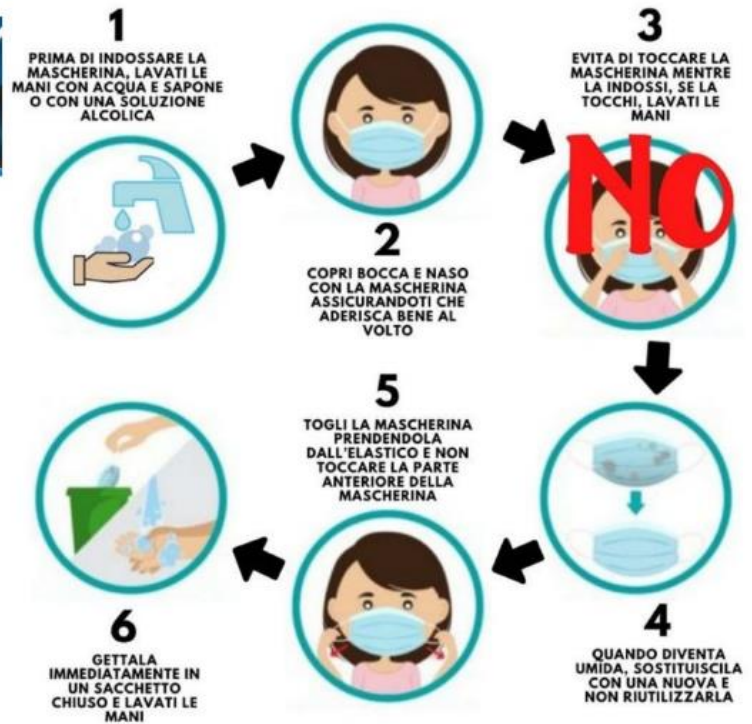 1
PRIMA DI INDOSSARE LA
MASCHERINA, LAVATI LE
MANI CON ACQUA E SAPONE
O CON UNA SOLUZIONE
ALCOLICA
2
COPRI BOCCA E NASO
CON LA MASCHERINA
ASSICURANDOTI CHE
ADERISCA BENE AL
VOLTO
3
EVITA DI TOCCARE LA
MASCHERINA MENTRE
LA INDOSSI, SE LA
TOCCHI, LAVATI LE
MANI
NO
4
QUANDO DIVENTA
UMIDA, SOSTITUISCILA
CON UNA NUOVA E
NON RIUTILIZZARLA
5
TOGLI LA MASCHERINA
PRENDENDOLA
DALL'ELASTICO E NON
TOCCARE LA PARTE
ANTERIORE DELLA
MASCHERINA
6
GETTALA
IMMEDIATAMENTE IN
UN SACCHETTO
CHIUSO E LAVATI LE
MANI